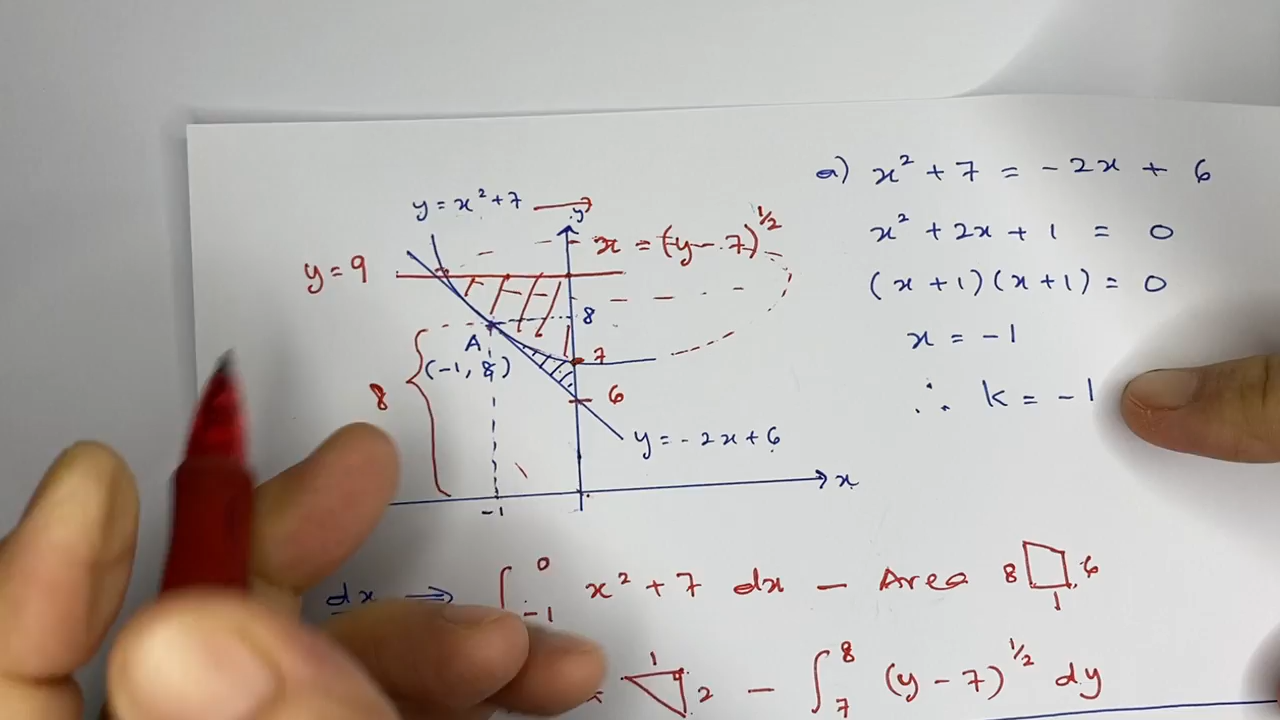 y = x² + 7
y
x = (y - 7)^½
y = 9
8
7
A
(-1, 8)
8
6
y = - 2x + 6
x
-1
a) x² + 7 = - 2x + 6
x² + 2x + 1 = 0
(x + 1)(x + 1) = 0
x = -1
∴ k = -1
dx ⇒ ∫₋₁⁰ x² + 7 dx - Area 8 6
1
1 2 - ∫₇⁸ (y - 7)^½ dy